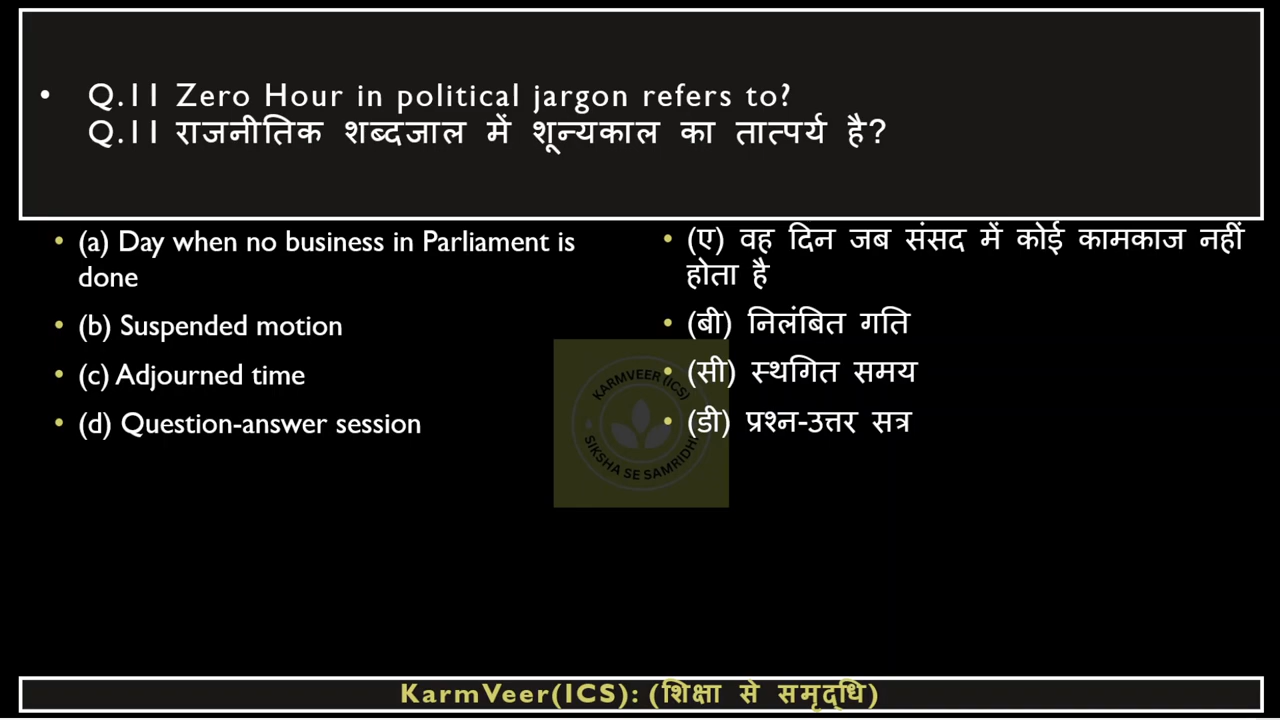 • Q.11 Zero Hour in political jargon refers to?
Q.11 राजनीतिक शब्दजाल में शून्यकाल का तात्पर्य है?
• (a) Day when no business in Parliament is
done
• (b) Suspended motion
• (c) Adjourned time
• (d) Question-answer session
• (ए) वह दिन जब संसद में कोई कामकाज नहीं
होता है
• (बी) निलंबित गति
• (सी) स्थगित समय
• (डी) प्रश्न-उत्तर सत्र
KARMVEER (ICS)
SIKSHA SE SAMRIDHI
KarmVeer(ICS): (शिक्षा से समृद्धि)